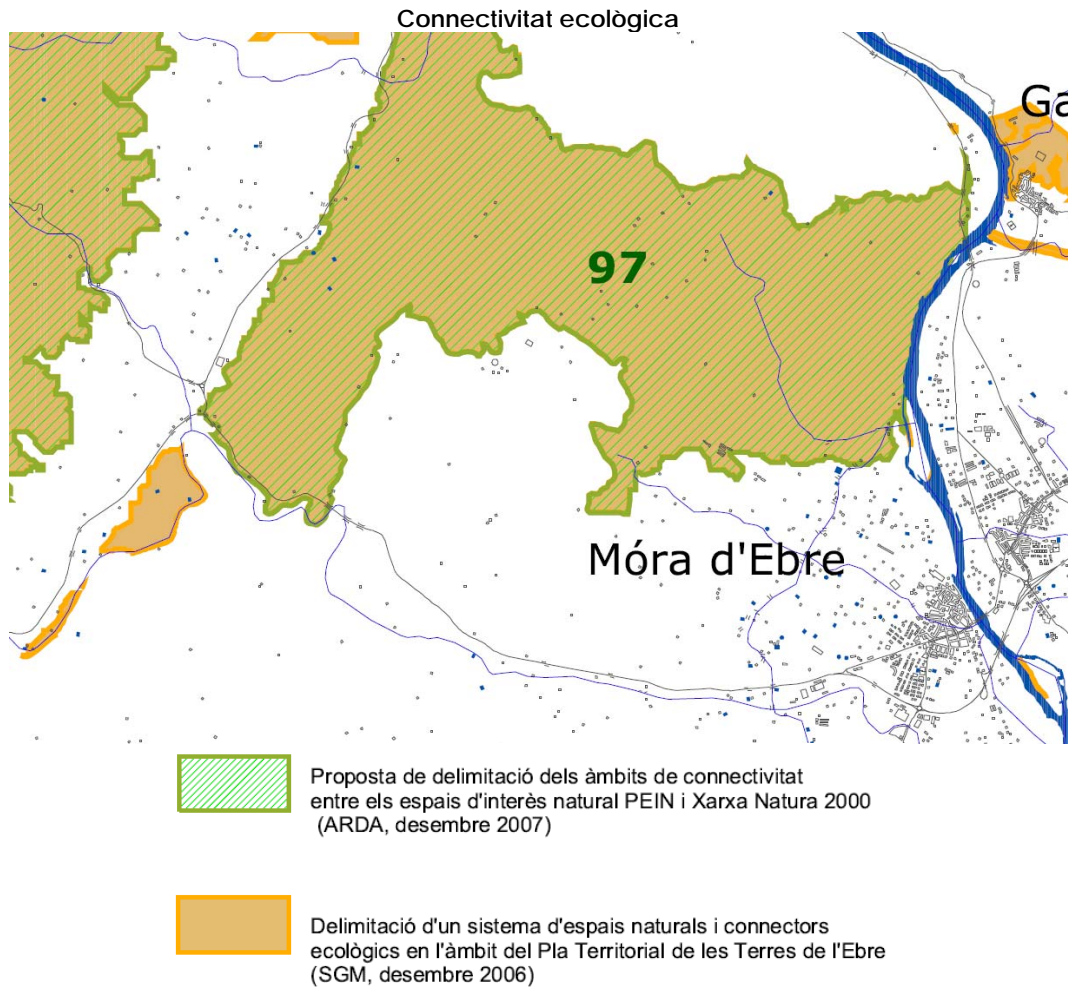 Connectivitat ecològica
Ga
97
Móra d'Ebre
Proposta de delimitació dels àmbits de connectivitat
entre els espais d'interès natural PEIN i Xarxa Natura 2000
(ARDA, desembre 2007)
Delimitació d'un sistema d'espais naturals i connectors
ecològics en l'àmbit del Pla Territorial de les Terres de l'Ebre
(SGM, desembre 2006)